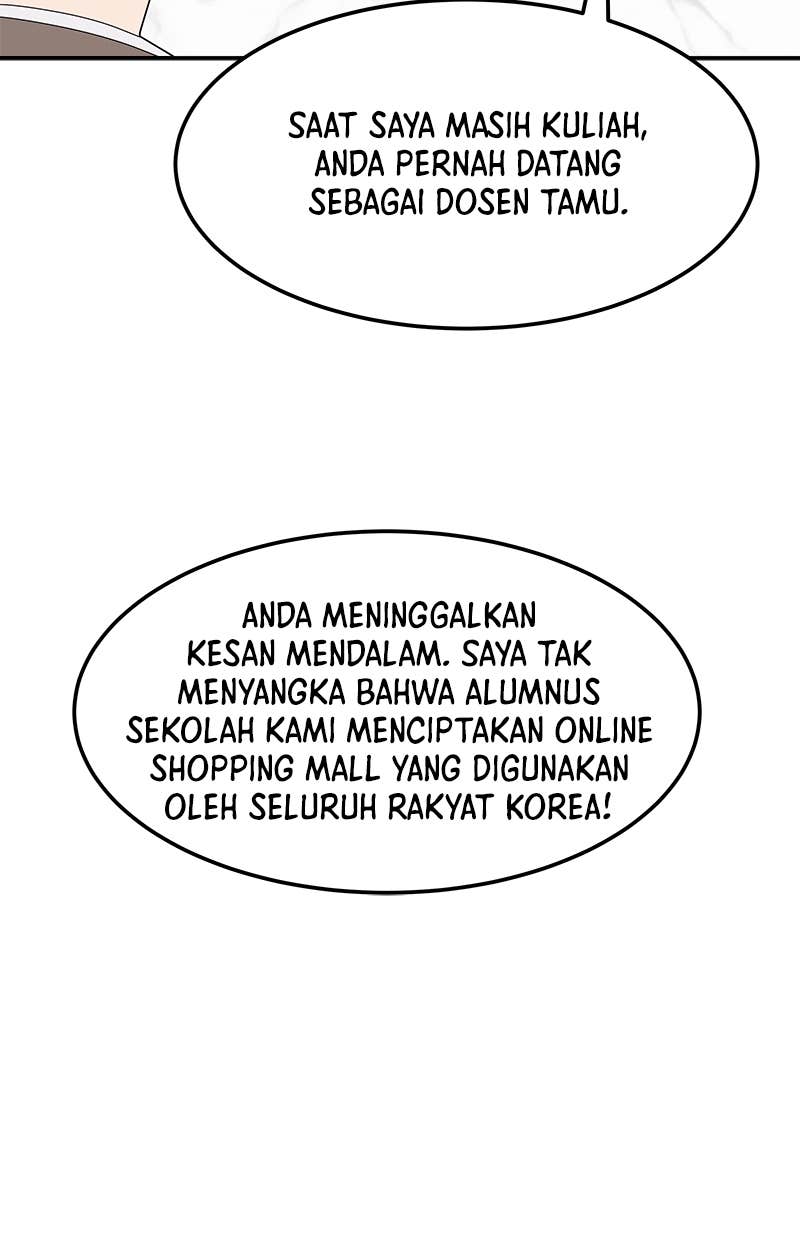 SAAT SAYA MASIH KULIAH,
ANDA PERNAH DATANG
SEBAGAI DOSEN TAMU.
ANDA MENINGGALKAN
KESAN MENDALAM. SAYA TAK
MENYANGKA BAHWA ALUMNUS
SEKOLAH KAMI MENCIPTAKAN ONLINE
SHOPPING MALL YANG DIGUNAKAN
OLEH SELURUH RAKYAT KOREA!